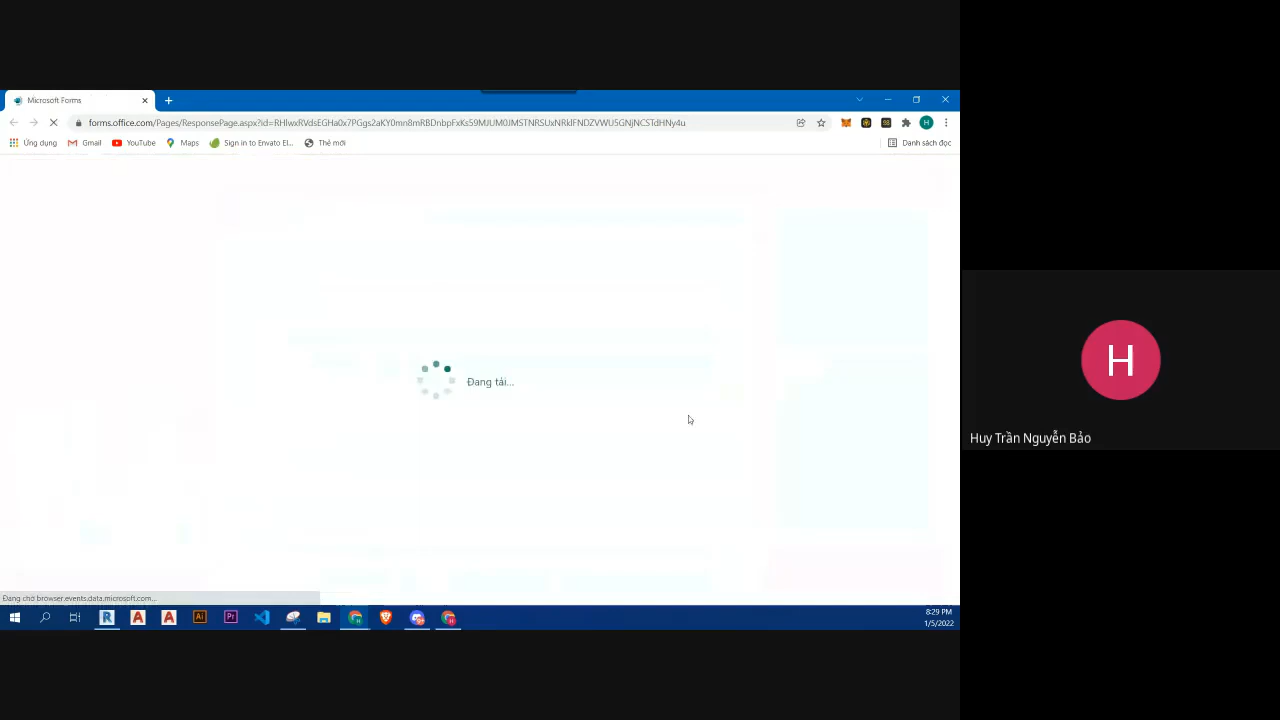 Microsoft Forms
forms.office.com/Pages/ResponsePage.aspx?id=
Ứng dụng
Gmail
YouTube
Maps
Sign in to Envato El...
Thẻ mới
Danh sách đọc
Đang tải...
H
Huy Trần Nguyễn Bảo
Đang chờ browser.events.data.microsoft.com...
8:29 PM
1/5/2022